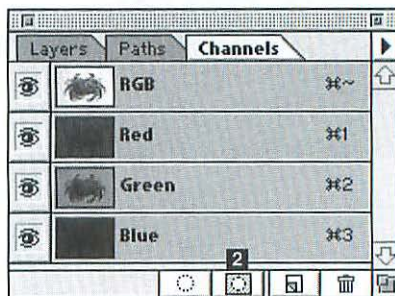 Layers Paths Channels
RGB ⌘~
Red ⌘1
Green ⌘2
Blue ⌘3
2